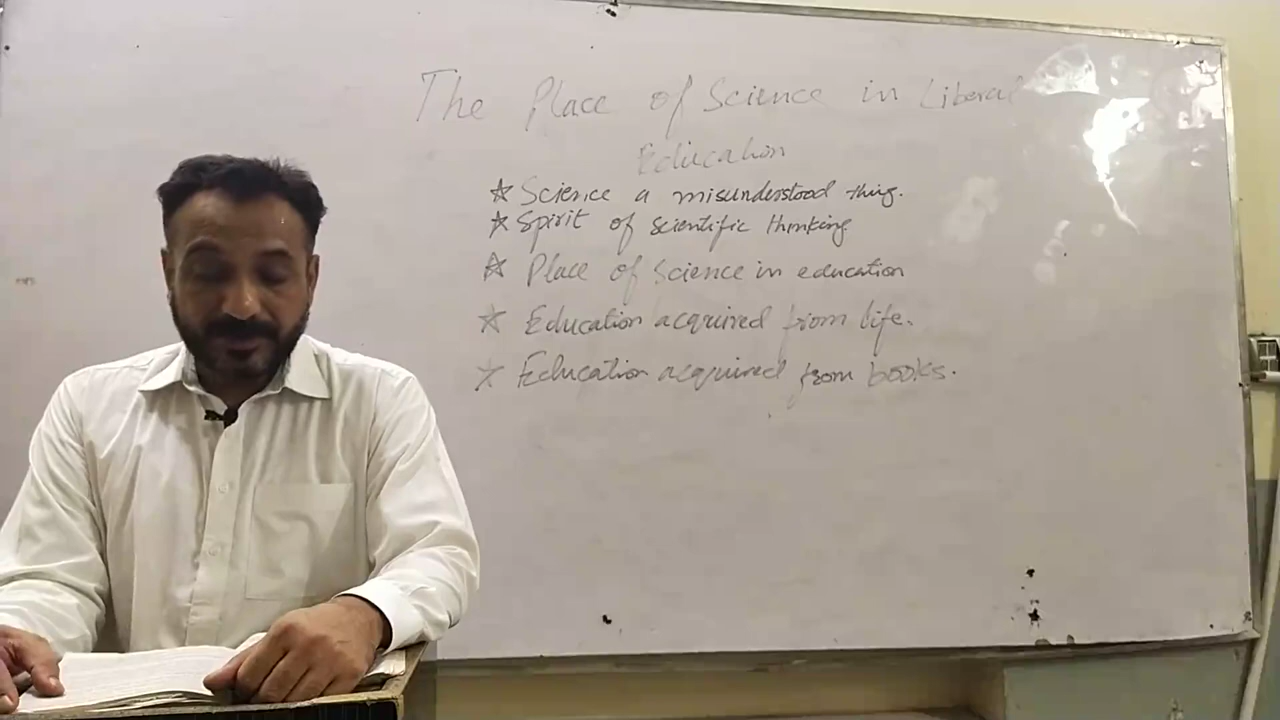 The Place of Science in Liberal
Education
☆ Science a misunderstood thing.
☆ Spirit of scientific thinking
☆ Place of Science in education
☆ Education acquired from life.
☆ Education acquired from books.